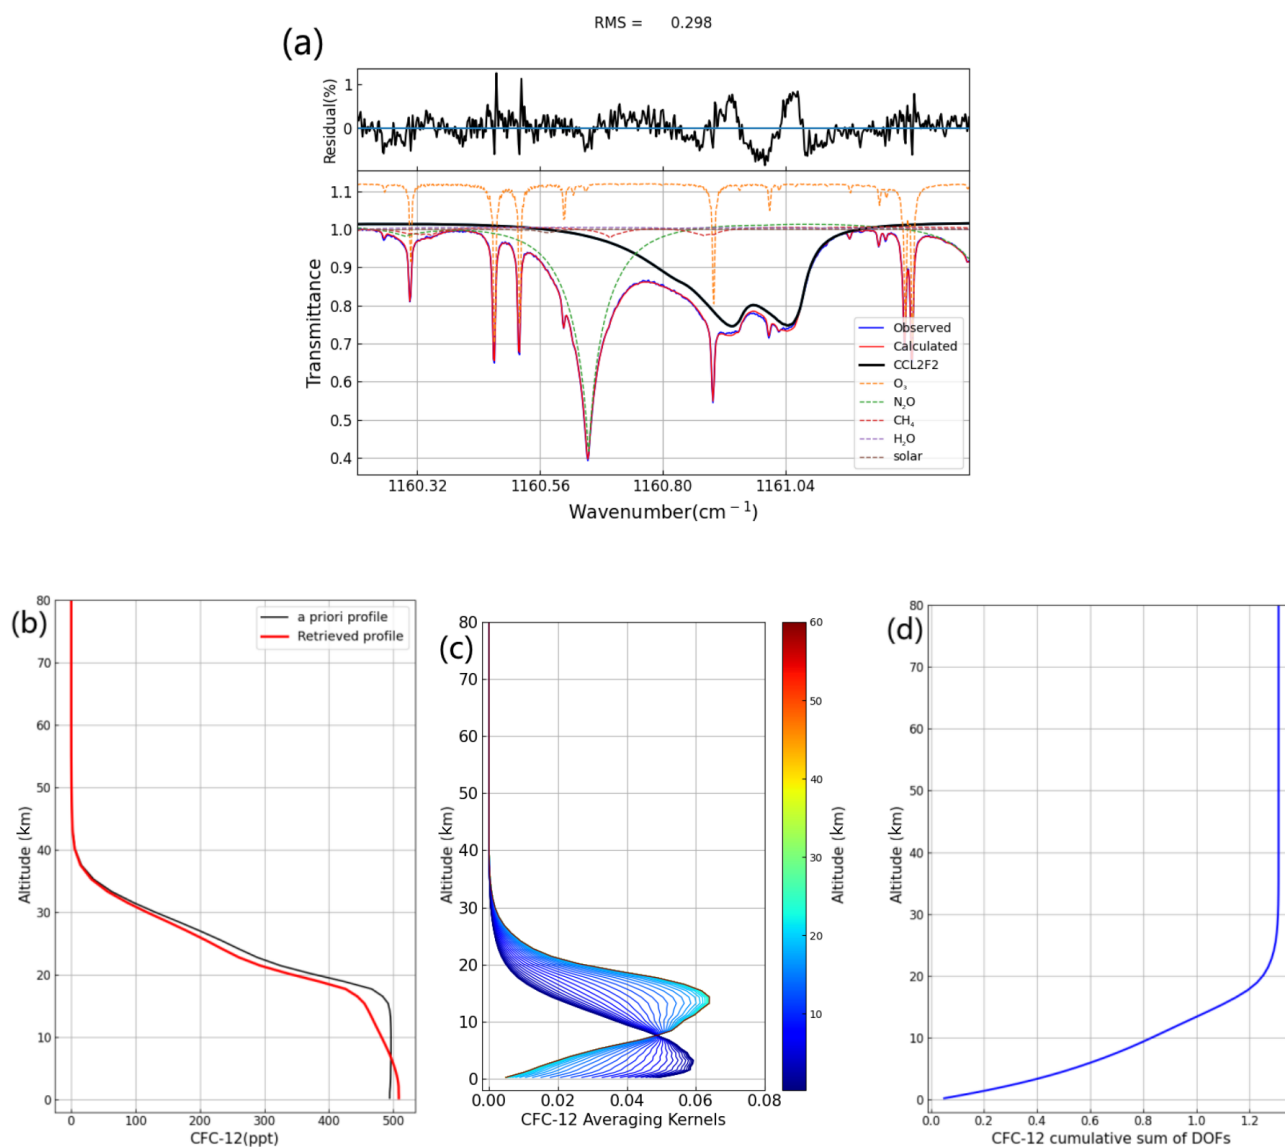 RMS = 0.298
(a)
Residual(%)
1
0
Transmittance
1.1
1.0
0.9
0.8
0.7
0.6
0.5
0.4
Observed
Calculated
CCL2F2
O₃
N₂O
CH₄
H₂O
solar
1160.32 1160.56 1160.80 1161.04
Wavenumber(cm⁻¹)
(b)
a priori profile
Retrieved profile
Altitude (km)
80
70
60
50
40
30
20
10
0
0 100 200 300 400 500
CFC-12(ppt)
(c)
Altitude (km)
80
70
60
50
40
30
20
10
0
0.00 0.02 0.04 0.06 0.08
CFC-12 Averaging Kernels
60
50
40
30
20
10
Altitude (km)
(d)
Altitude (km)
80
70
60
50
40
30
20
10
0
0.0 0.2 0.4 0.6 0.8 1.0 1.2
CFC-12 cumulative sum of DOFs